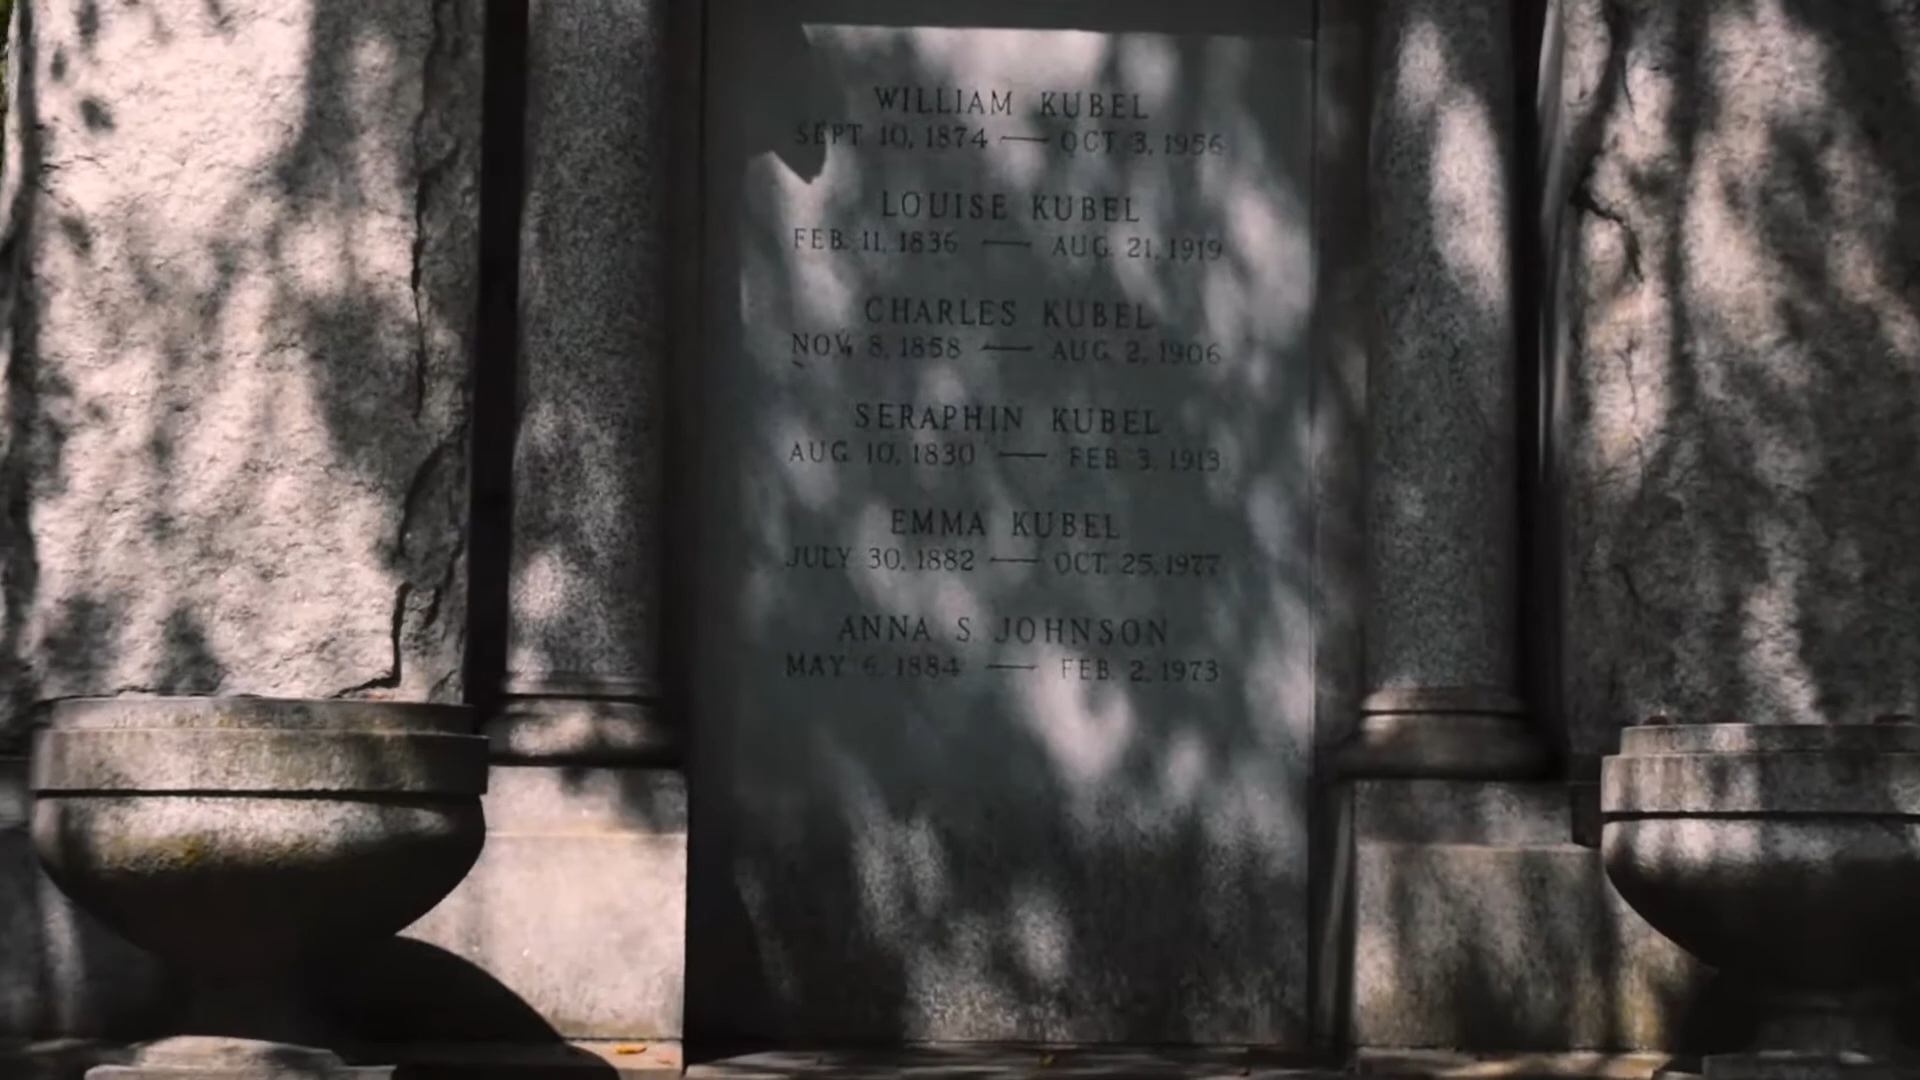 WILLIAM KUBEL
SEPT. 10, 1874 — OCT. 3, 1956
LOUISE KUBEL
FEB. 11, 1836 — AUG. 21, 1919
CHARLES KUBEL
NOV. 8, 1858 — AUG. 2, 1906
SERAPHIN KUBEL
AUG. 10, 1830 — FEB. 3, 1913
EMMA KUBEL
JULY 30, 1882 — OCT. 25, 1977
ANNA S JOHNSON
MAY 6, 1884 — FEB. 2, 1973